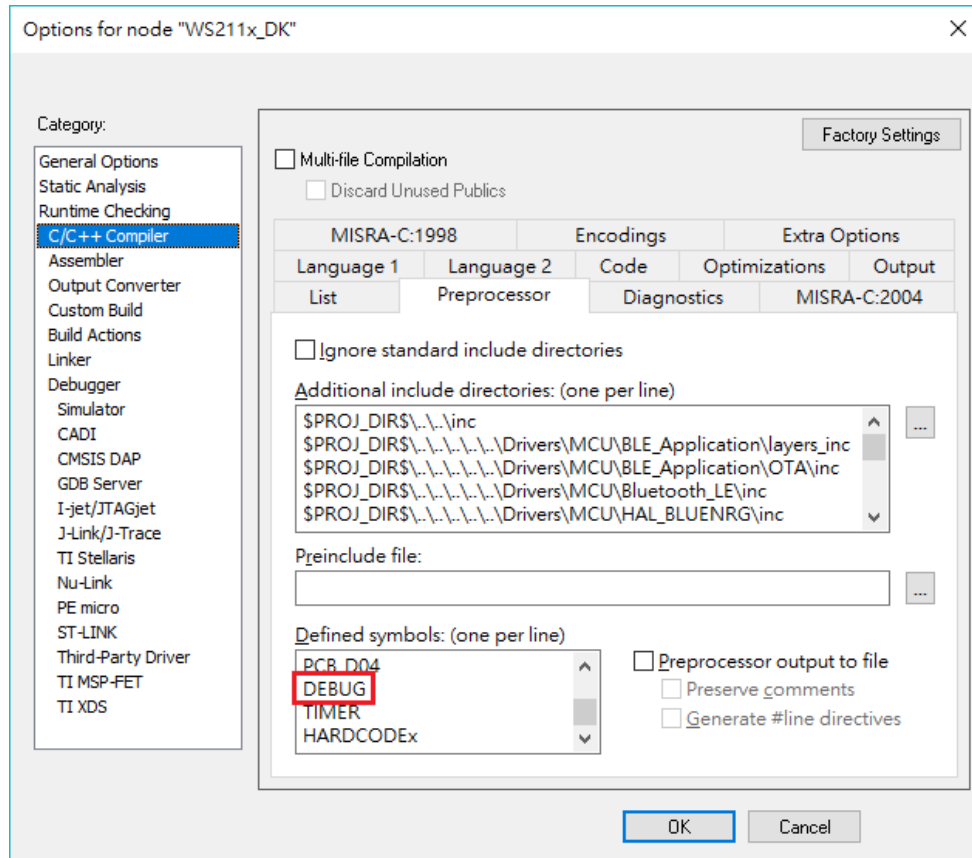 Options for node "WS211x_DK"
Category:
General Options
Static Analysis
Runtime Checking
C/C++ Compiler
Assembler
Output Converter
Custom Build
Build Actions
Linker
Debugger
Simulator
CADI
CMSIS DAP
GDB Server
I-jet/JTAGjet
J-Link/J-Trace
TI Stellaris
Nu-Link
PE micro
ST-LINK
Third-Party Driver
TI MSP-FET
TI XDS
Factory Settings
Multi-file Compilation
Discard Unused Publics
MISRA-C:1998 Encodings Extra Options
Language 1 Language 2 Code Optimizations Output
List Preprocessor Diagnostics MISRA-C:2004
Ignore standard include directories
Additional include directories: (one per line)
$PROJ_DIR$\..\..\inc
$PROJ_DIR$\..\..\..\..\..\Drivers\MCU\BLE_Application\layers_inc
$PROJ_DIR$\..\..\..\..\..\Drivers\MCU\BLE_Application\OTA\inc
$PROJ_DIR$\..\..\..\..\..\Drivers\MCU\Bluetooth_LE\inc
$PROJ_DIR$\..\..\..\..\..\Drivers\MCU\HAL_BLUENRG\inc
...
Preinclude file:
...
Defined symbols: (one per line)
PCB_D04
DEBUG
TIMER
HARDCODEx
Preprocessor output to file
Preserve comments
Generate #line directives
OK Cancel